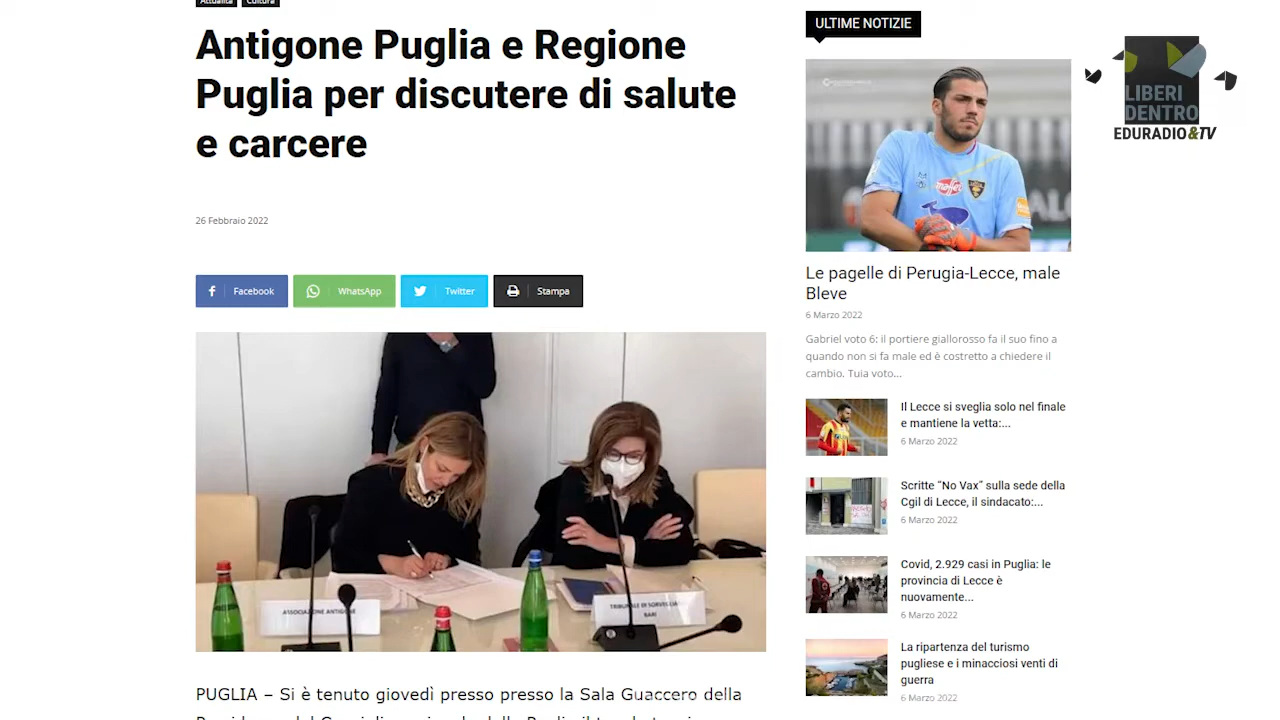 Attualità Cultura
Antigone Puglia e Regione
Puglia per discutere di salute
e carcere
26 Febbraio 2022
Facebook
WhatsApp
Twitter
Stampa
ASSOCIAZIONE ANTIGONE
TRIBUNALE DI SORVEGLIA
BARI
PUGLIA – Si è tenuto giovedì presso presso la Sala Guaccero della
ULTIME NOTIZIE
Le pagelle di Perugia-Lecce, male
Bleve
6 Marzo 2022
Gabriel voto 6: il portiere giallorosso fa il suo fino a
quando non si fa male ed è costretto a chiedere il
cambio. Tuia voto...
Il Lecce si sveglia solo nel finale
e mantiene la vetta:...
6 Marzo 2022
Scritte “No Vax” sulla sede della
Cgil di Lecce, il sindacato:...
6 Marzo 2022
Covid, 2.929 casi in Puglia: le
provincia di Lecce è
nuovamente...
6 Marzo 2022
La ripartenza del turismo
pugliese e i minacciosi venti di
guerra
6 Marzo 2022
LIBERI
DENTRO
EDURADIO&TV